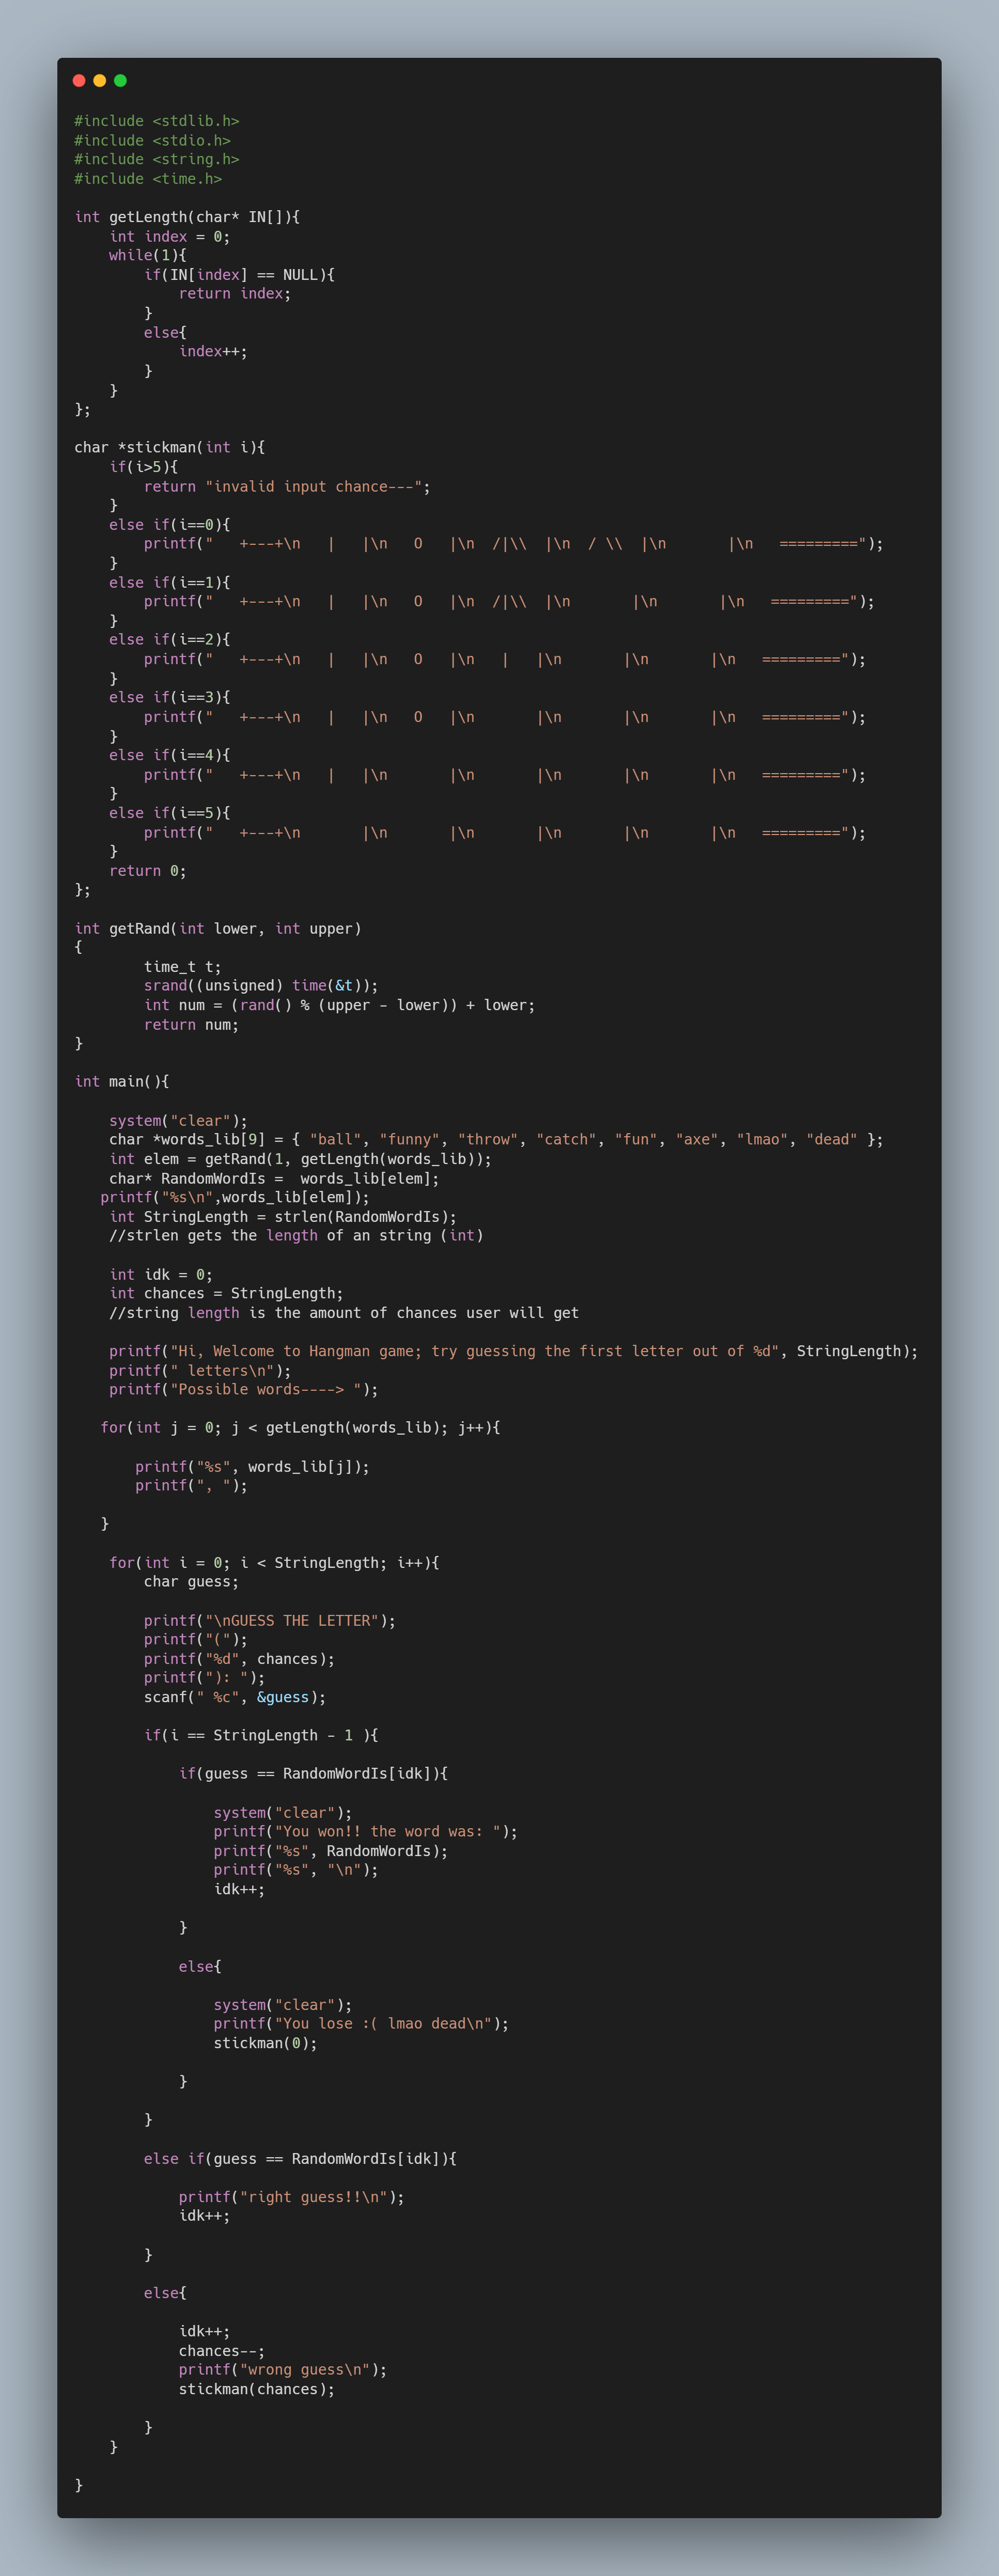 #include <stdlib.h>
#include <stdio.h>
#include <string.h>
#include <time.h>

int getLength(char* IN[]){
    int index = 0;
    while(1){
        if(IN[index] == NULL){
            return index;
        }
        else{
            index++;
        }
    }
};

char *stickman(int i){
    if(i>5){
        return "invalid input chance---";
    }
    else if(i==0){
        printf("   +---+\n   |   |\n   O   |\n  /|\\  |\n  / \\  |\n       |\n   =========");
    }
    else if(i==1){
        printf("   +---+\n   |   |\n   O   |\n  /|\\  |\n       |\n       |\n   =========");
    }
    else if(i==2){
        printf("   +---+\n   |   |\n   O   |\n   |   |\n       |\n       |\n   =========");
    }
    else if(i==3){
        printf("   +---+\n   |   |\n   O   |\n       |\n       |\n       |\n   =========");
    }
    else if(i==4){
        printf("   +---+\n   |   |\n       |\n       |\n       |\n       |\n   =========");
    }
    else if(i==5){
        printf("   +---+\n       |\n       |\n       |\n       |\n       |\n   =========");
    }
    return 0;
};

int getRand(int lower, int upper)
{
        time_t t;
        srand((unsigned) time(&t));
        int num = (rand() % (upper - lower)) + lower;
        return num;
}

int main(){

    system("clear");
    char *words_lib[9] = { "ball", "funny", "throw", "catch", "fun", "axe", "lmao", "dead" };
    int elem = getRand(1, getLength(words_lib));
    char* RandomWordIs =  words_lib[elem];
   printf("%s\n",words_lib[elem]);
    int StringLength = strlen(RandomWordIs);
    //strlen gets the length of an string (int)

    int idk = 0;
    int chances = StringLength;
    //string length is the amount of chances user will get

    printf("Hi, Welcome to Hangman game; try guessing the first letter out of %d", StringLength);
    printf(" letters\n");
    printf("Possible words----> ");

   for(int j = 0; j < getLength(words_lib); j++){

       printf("%s", words_lib[j]);
       printf(", ");

   }

    for(int i = 0; i < StringLength; i++){
        char guess;

        printf("\nGUESS THE LETTER");
        printf("(");
        printf("%d", chances);
        printf("): ");
        scanf(" %c", &guess);

        if(i == StringLength - 1 ){

            if(guess == RandomWordIs[idk]){

                system("clear");
                printf("You won!! the word was: ");
                printf("%s", RandomWordIs);
                printf("%s", "\n");
                idk++;

            }

            else{

                system("clear");
                printf("You lose :( lmao dead\n");
                stickman(0);

            }

        }

        else if(guess == RandomWordIs[idk]){

            printf("right guess!!\n");
            idk++;

        }

        else{

            idk++;
            chances--;
            printf("wrong guess\n");
            stickman(chances);

        }
    }

}